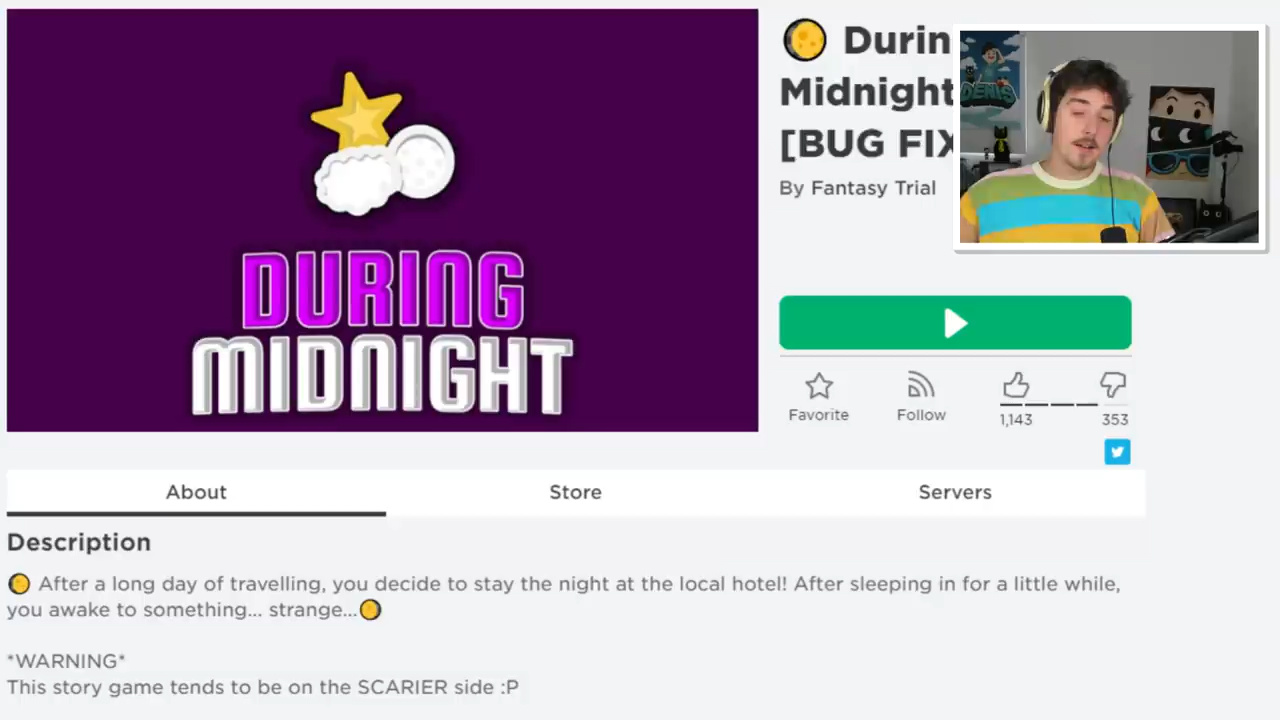 DURING
MIDNIGHT
Durin
Midnight
[BUG FIX
By Fantasy Trial
DENIS
Favorite
Follow
1,143
353
About
Store
Servers
Description
After a long day of travelling, you decide to stay the night at the local hotel! After sleeping in for a little while,
you awake to something... strange...
*WARNING*
This story game tends to be on the SCARIER side :P